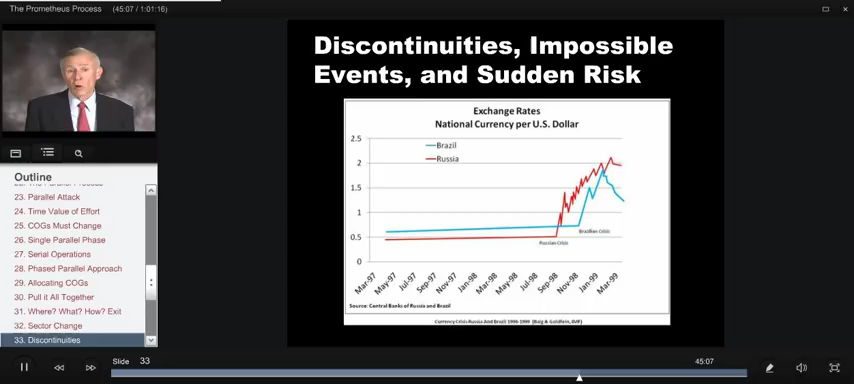 The Prometheus Process (45:07 / 1:01:16)
Outline
23. Parallel Attack
24. Time Value of Effort
25. COGs Must Change
26. Single Parallel Phase
27. Serial Operations
28. Phased Parallel Approach
29. Allocating COGs
30. Pull it All Together
31. Where? What? How? Exit
32. Sector Change
33. Discontinuities
Discontinuities, Impossible
Events, and Sudden Risk
Exchange Rates
National Currency per U.S. Dollar
Brazil
Russia
2.5
2
1.5
1
0.5
0
Russian Crisis
Brazilian Crisis
Mar-97
May-97
Jul-97
Sep-97
Nov-97
Jan-98
Mar-98
May-98
Jul-98
Sep-98
Nov-98
Jan-99
Mar-99
Source: Central Banks of Russia and Brazil
Currency Crisis Russia And Brazil 1996-1999 (Baig & Goldfein, IMF)
Slide 33
45:07